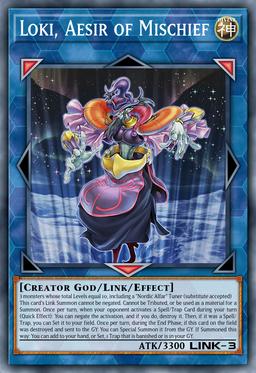 LOKI, AESIR OF MISCHIEF
神
[CREATOR GOD/LINK/EFFECT]
3 monsters whose total Levels equal 10, including a "Nordic Alfar" Tuner (substitute accepted)
This card's Link Summon cannot be negated. Cannot be Tributed, or be used as a material for a
Summon. Once per turn, when your opponent activates a Spell/Trap Card during your turn
(Quick Effect): You can negate the activation, and if you do, destroy it. Then, if it was a Spell/
Trap, you can Set it to your field. Once per turn, during the End Phase, if this card on the field
was destroyed and sent to the GY: You can Special Summon it from the GY. If Summoned this
way: You can add to your hand, or Set, 1 Trap that is banished or is in your GY.
ATK/3300 LINK-3